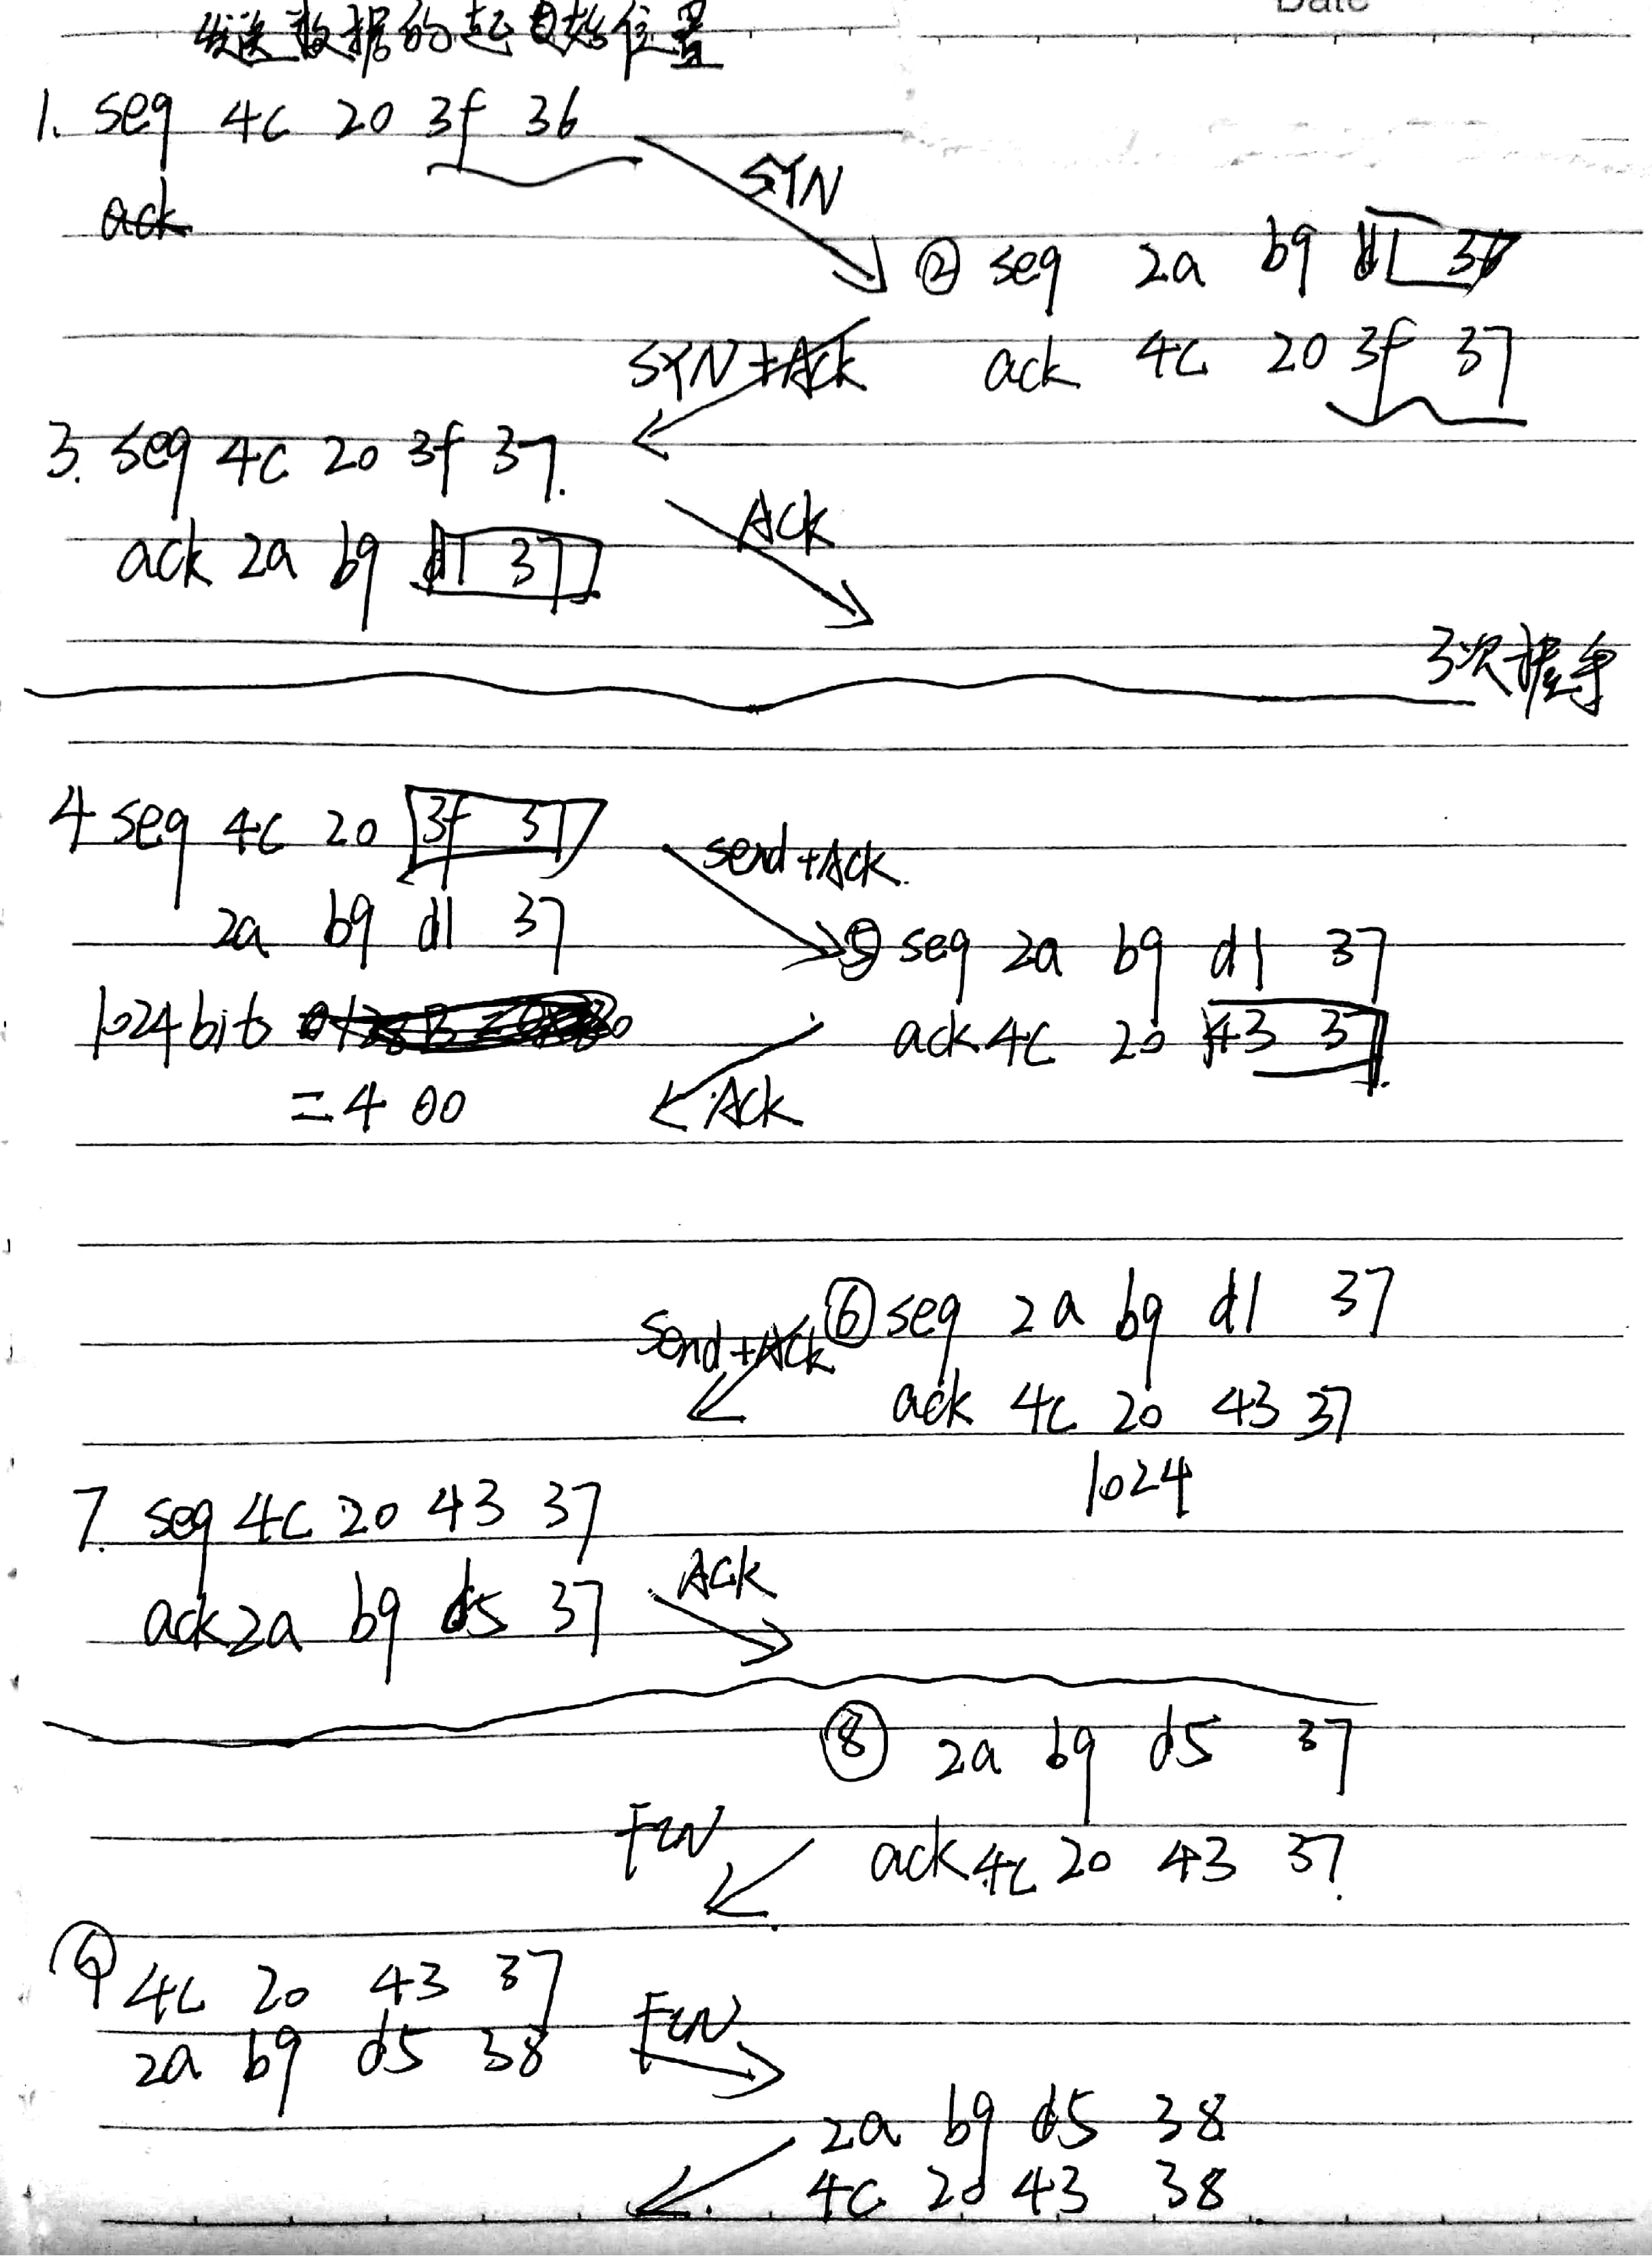 Date
发送数据的起始位置
1. seq 4c 20 3f 36
ack
SYN
② seq 2a b9 d1 36
SYN+Ack
ack 4c 20 3f 37
3. seq 4c 20 3f 37.
ack 2a b9 d1 37
Ack
3次握手
4 seq 4c 20 3f 37
2a b9 d1 37
send+Ack.
⑤ seq 2a b9 d1 37
1024 bit
ack 4c 20 43 37
=4 00
Ack
⑥ seq 2a b9 d1 37
Send+Ack
ack 4c 20 43 37
1024
7. seq 4c 20 43 37
ack 2a b9 d5 37
Ack
⑧ 2a b9 d5 37
FIN
ack 4c 20 43 37.
⑨ 4c 20 43 37
2a b9 d5 38
FIN
2a b9 d5 38
4c 20 43 38